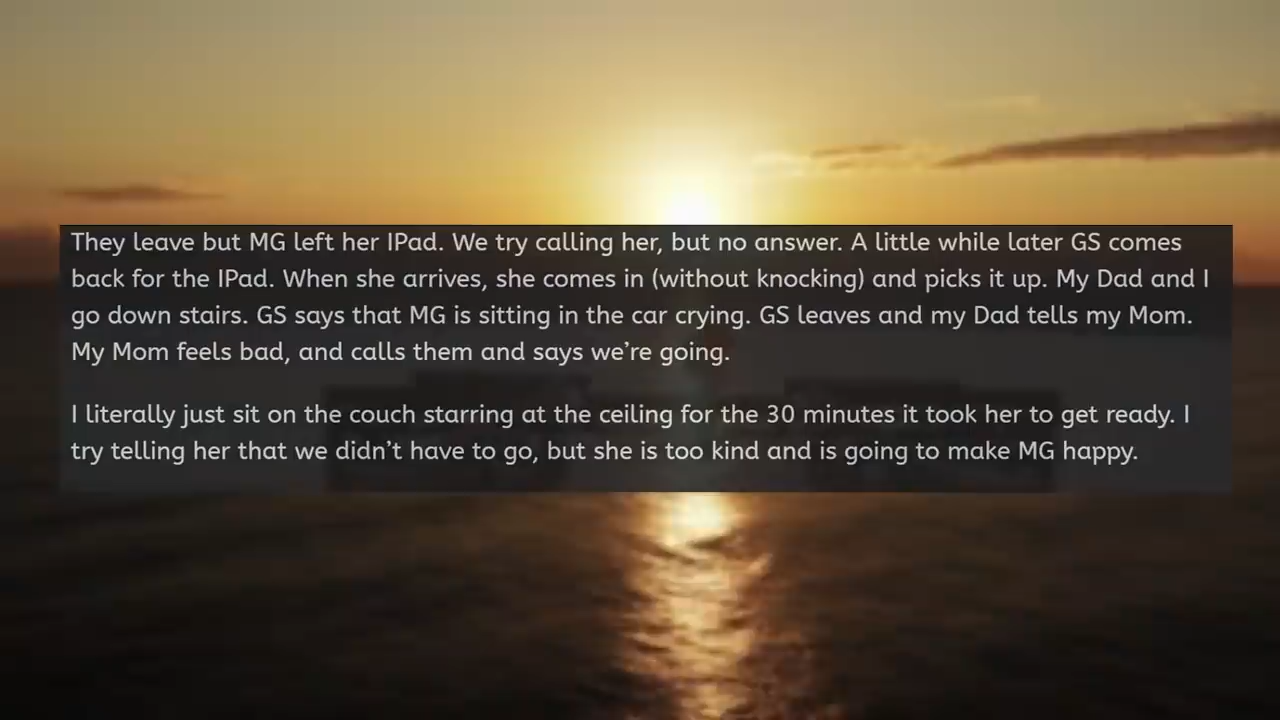 They leave but MG left her IPad. We try calling her, but no answer. A little while later GS comes
back for the IPad. When she arrives, she comes in (without knocking) and picks it up. My Dad and I
go down stairs. GS says that MG is sitting in the car crying. GS leaves and my Dad tells my Mom.
My Mom feels bad, and calls them and says we’re going.
I literally just sit on the couch starring at the ceiling for the 30 minutes it took her to get ready. I
try telling her that we didn’t have to go, but she is too kind and is going to make MG happy.